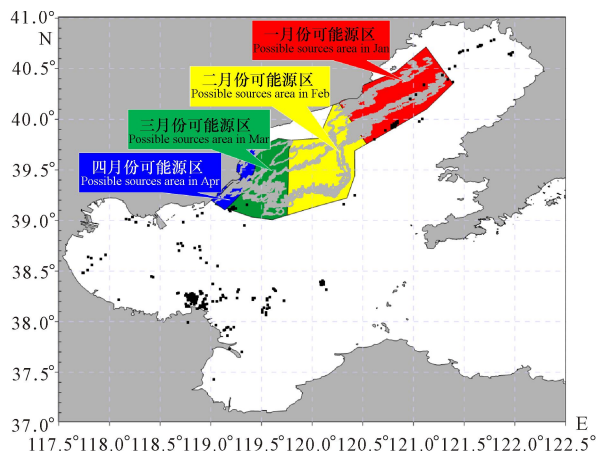 41.0°
N
40.5°
40.0°
39.5°
39.0°
38.5°
38.0°
37.5°
37.0°
一月份可能源区
Possible sources area in Jan
二月份可能源区
Possible sources area in Feb
三月份可能源区
Possible sources area in Mar
四月份可能源区
Possible sources area in Apr
E
117.5°118.0°118.5°119.0°119.5°120.0°120.5°121.0°121.5°122.0°122.5°